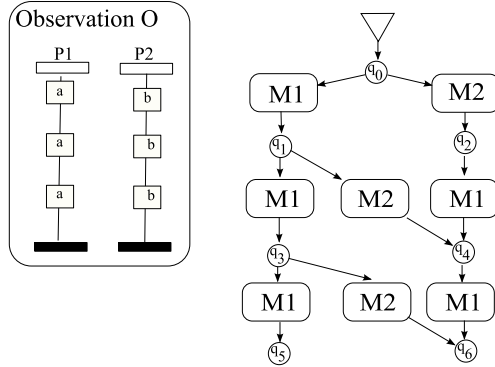 Observation O
P1 P2
a b
a b
a b
q0
M1 M2
q1 q2
M1 M2 M1
q3 q4
M1 M2 M1
q5 q6